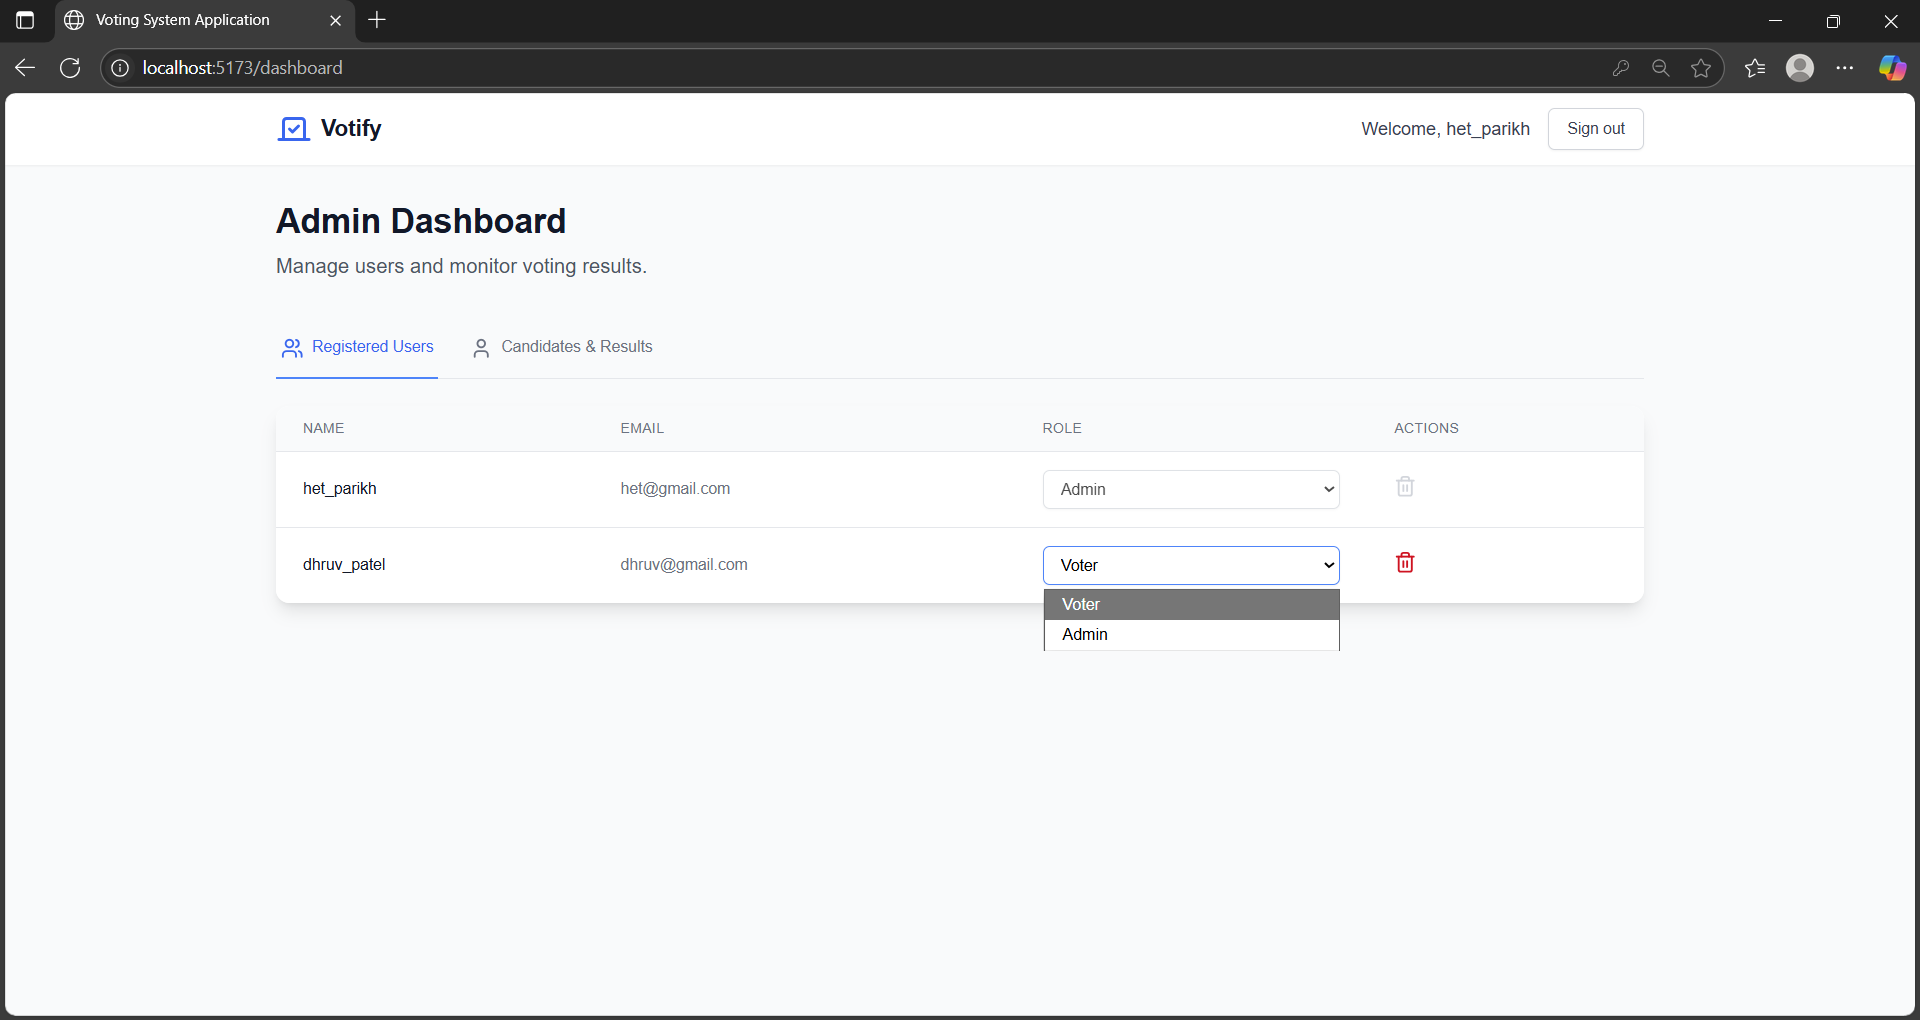 Voting System Application
localhost:5173/dashboard
Votify
Welcome, het_parikh
Sign out
Admin Dashboard
Manage users and monitor voting results.
Registered Users
Candidates & Results
NAME EMAIL ROLE ACTIONS
het_parikh het@gmail.com Admin
dhruv_patel dhruv@gmail.com Voter
Voter
Admin